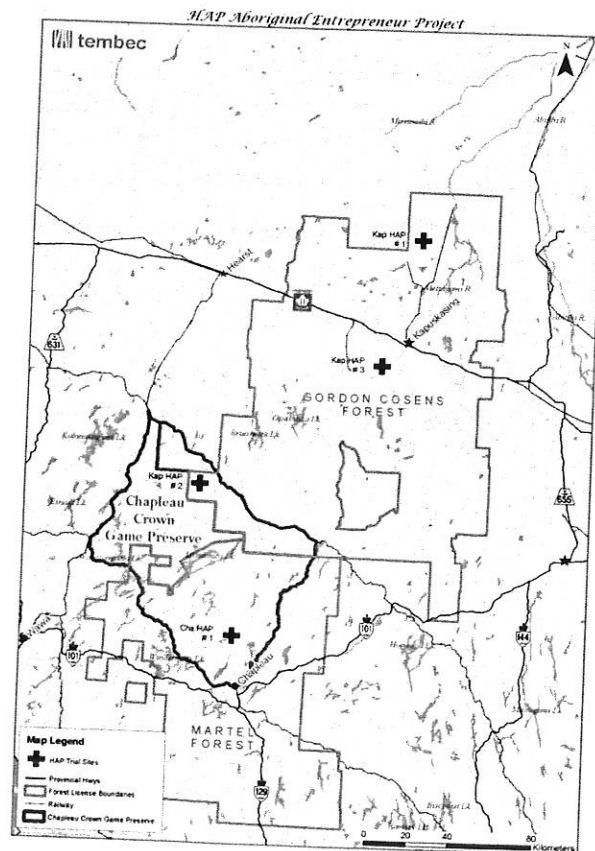 HAP Aboriginal Entrepreneur Project
tembec
N
Kap HAP
# 1
Hearst
11
Kapuskasing
631
Kap HAP
# 3
GORDON COSENS
FOREST
Kap HAP
# 2
Chapleau
Crown
Game Preserve
655
Cha HAP
# 1
Wawa
101
101
144
Chapleau
MARTEL
FOREST
129
Map Legend
HAP Trial Sites
Provincial Hwys
Forest License Boundaries
Railway
Chapleau Crown Game Preserve
0
20
40
80
Kilometers